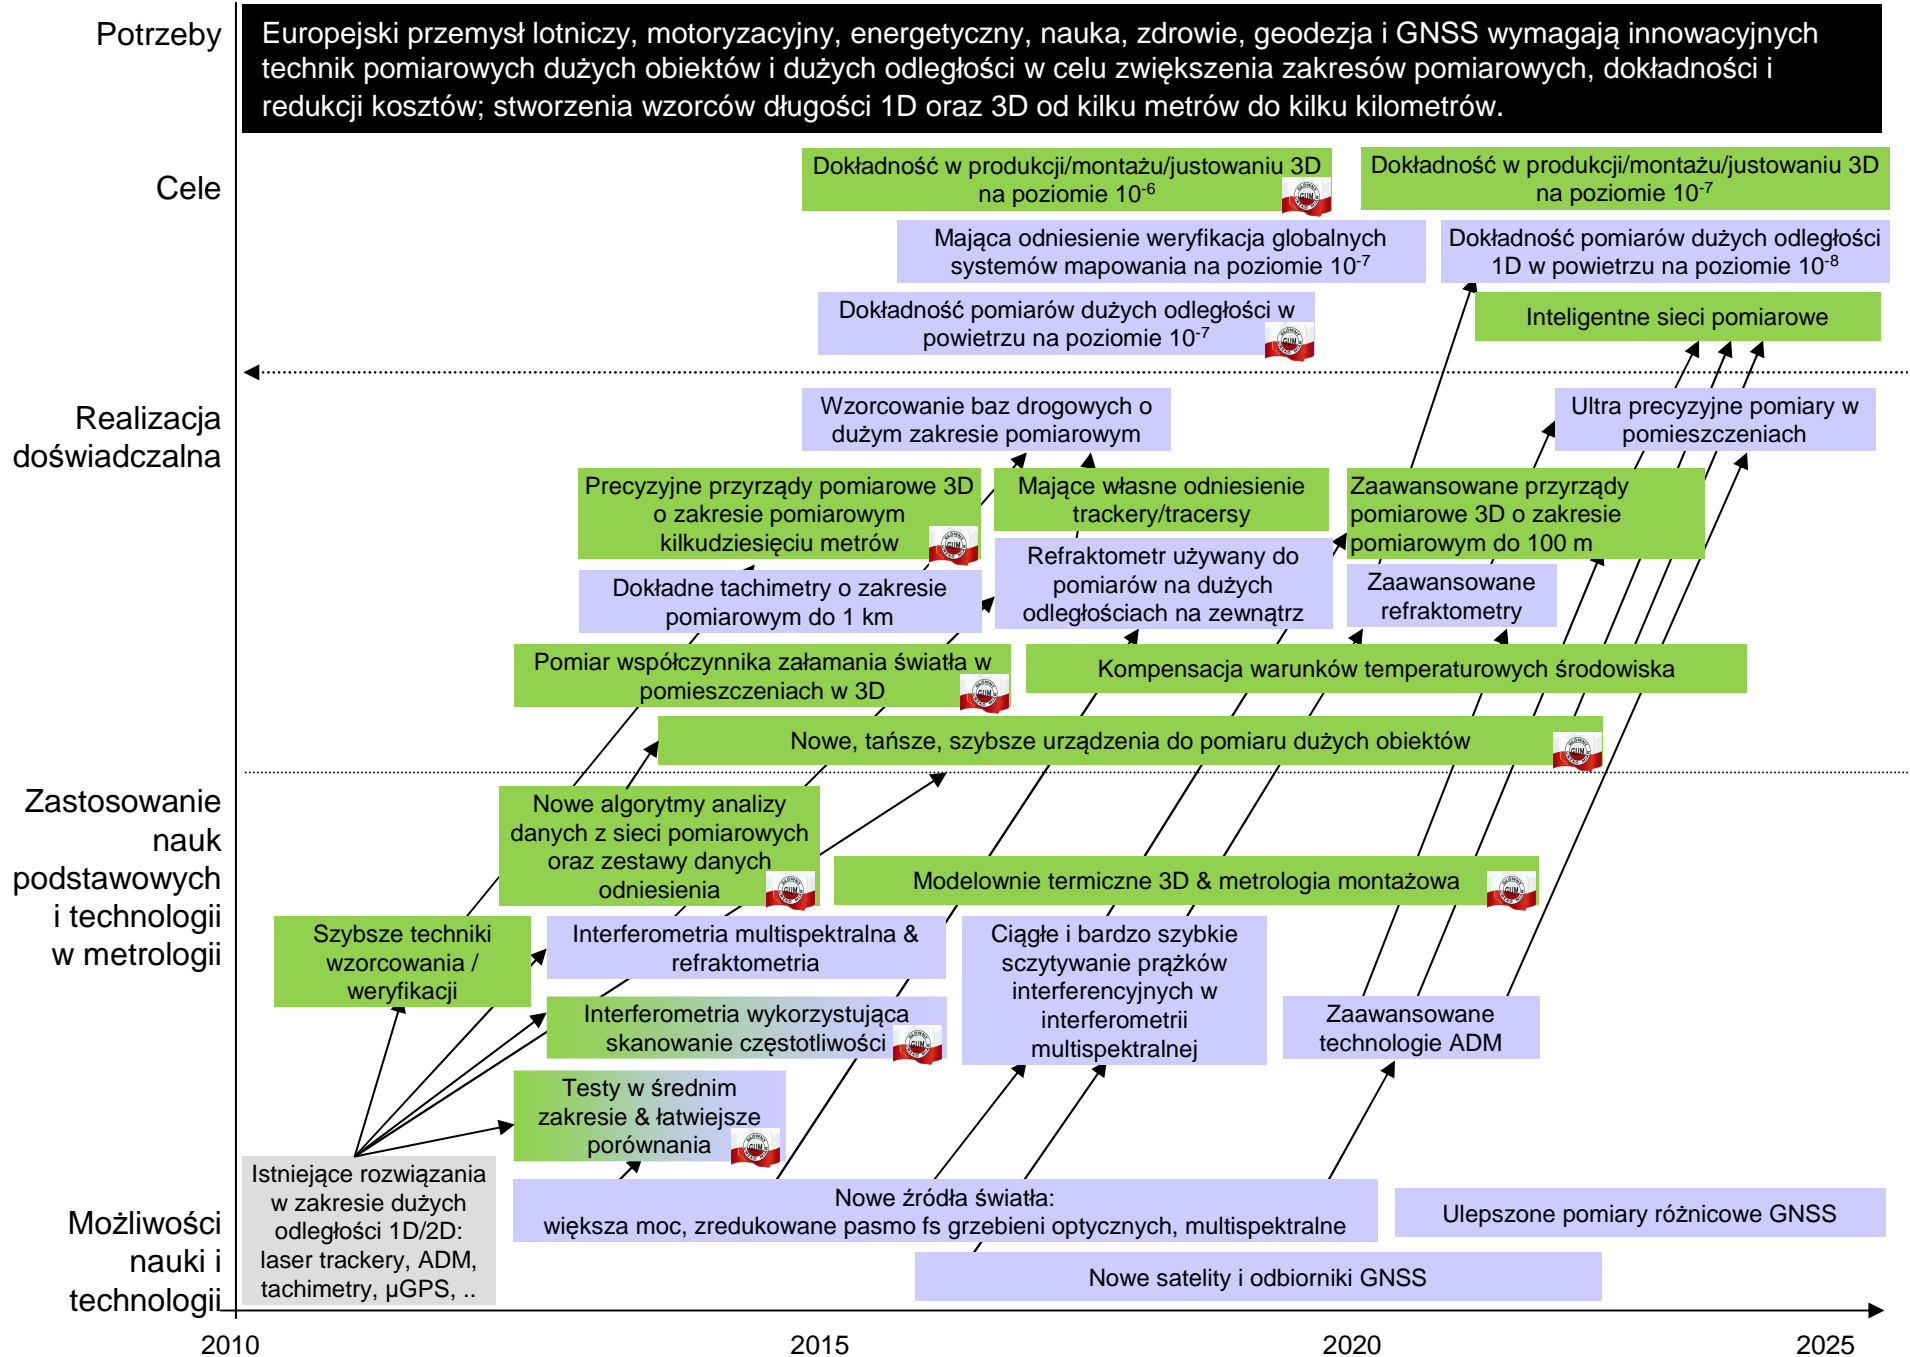 Potrzeby
Europejski przemysł lotniczy, motoryzacyjny, energetyczny, nauka, zdrowie, geodezja i GNSS wymagają innowacyjnych
technik pomiarowych dużych obiektów i dużych odległości w celu zwiększenia zakresów pomiarowych, dokładności i
redukcji kosztów; stworzenia wzorców długości 1D oraz 3D od kilku metrów do kilku kilometrów.
Cele
Dokładność w produkcji/montażu/justowaniu 3D
na poziomie 10⁻⁶
Dokładność w produkcji/montażu/justowaniu 3D
na poziomie 10⁻⁷
Mająca odniesienie weryfikacja globalnych
systemów mapowania na poziomie 10⁻⁷
Dokładność pomiarów dużych odległości
1D w powietrzu na poziomie 10⁻⁸
Dokładność pomiarów dużych odległości w
powietrzu na poziomie 10⁻⁷
Inteligentne sieci pomiarowe
Realizacja
doświadczalna
Wzorcowanie baz drogowych o
dużym zakresie pomiarowym
Ultra precyzyjne pomiary w
pomieszczeniach
Precyzyjne przyrządy pomiarowe 3D
o zakresie pomiarowym
kilkudziesięciu metrów
Mające własne odniesienie
trackery/tracersy
Zaawansowane przyrządy
pomiarowe 3D o zakresie
pomiarowym do 100 m
Dokładne tachimetry o zakresie
pomiarowym do 1 km
Refraktometr używany do
pomiarów na dużych
odległościach na zewnątrz
Zaawansowane
refraktometry
Pomiar współczynnika załamania światła w
pomieszczeniach w 3D
Kompensacja warunków temperaturowych środowiska
Nowe, tańsze, szybsze urządzenia do pomiaru dużych obiektów
Zastosowanie
nauk
podstawowych
i technologii
w metrologii
Nowe algorytmy analizy
danych z sieci pomiarowych
oraz zestawy danych
odniesienia
Modelownie termiczne 3D & metrologia montażowa
Szybsze techniki
wzorcowania /
weryfikacji
Interferometria multispektralna &
refraktometria
Ciągłe i bardzo szybkie
sczytywanie prążków
interferencyjnych w
interferometrii
multispektralnej
Interferometria wykorzystująca
skanowanie częstotliwości
Zaawansowane
technologie ADM
Testy w średnim
zakresie & łatwiejsze
porównania
Możliwości
nauki i
technologii
Istniejące rozwiązania
w zakresie dużych
odległości 1D/2D:
laser trackery, ADM,
tachimetry, µGPS, ..
Nowe źródła światła:
większa moc, zredukowane pasmo fs grzebieni optycznych, multispektralne
Ulepszone pomiary różnicowe GNSS
Nowe satelity i odbiorniki GNSS
2010
2015
2020
2025